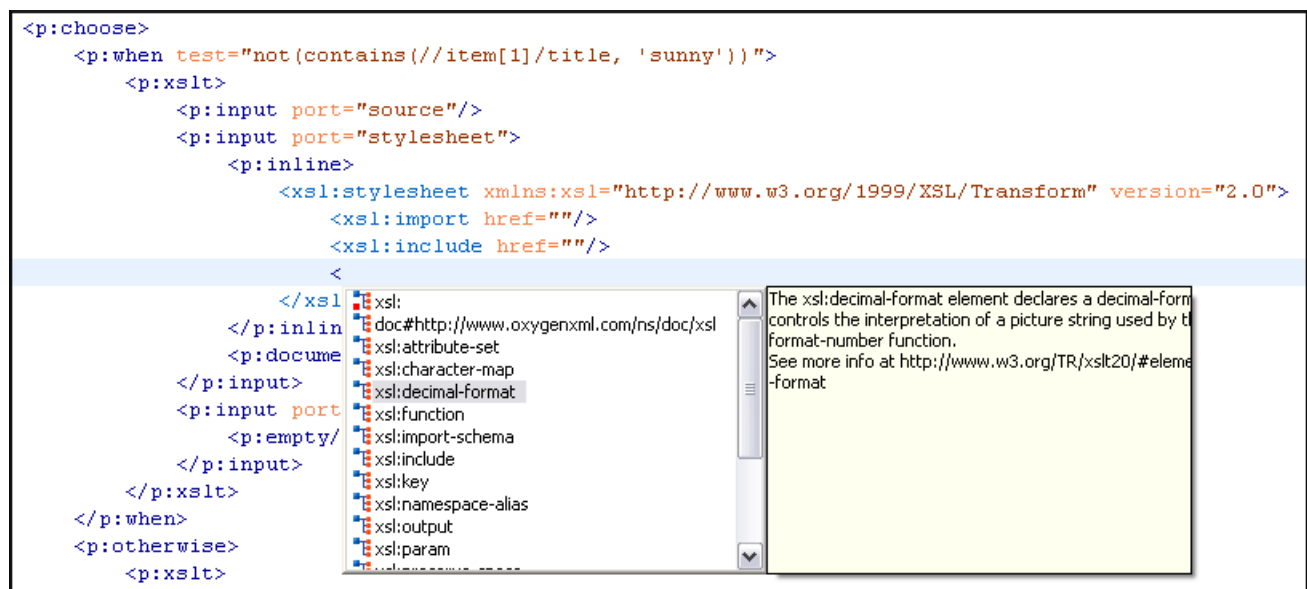 <p:choose>
<p:when test="not(contains(//item[1]/title, 'sunny'))">
<p:xslt>
<p:input port="source"/>
<p:input port="stylesheet">
<p:inline>
<xsl:stylesheet xmlns:xsl="http://www.w3.org/1999/XSL/Transform" version="2.0">
<xsl:import href=""/>
<xsl:include href=""/>
<
</xsl
</p:inlin
<p:docume
</p:input>
<p:input port
<p:empty/
</p:input>
</p:xslt>
</p:when>
<p:otherwise>
<p:xslt>
xsl:
doc#http://www.oxygenxml.com/ns/doc/xsl
xsl:attribute-set
xsl:character-map
xsl:decimal-format
xsl:function
xsl:import-schema
xsl:include
xsl:key
xsl:namespace-alias
xsl:output
xsl:param
The xsl:decimal-format element declares a decimal-form
controls the interpretation of a picture string used by th
format-number function.
See more info at http://www.w3.org/TR/xslt20/#eleme
-format